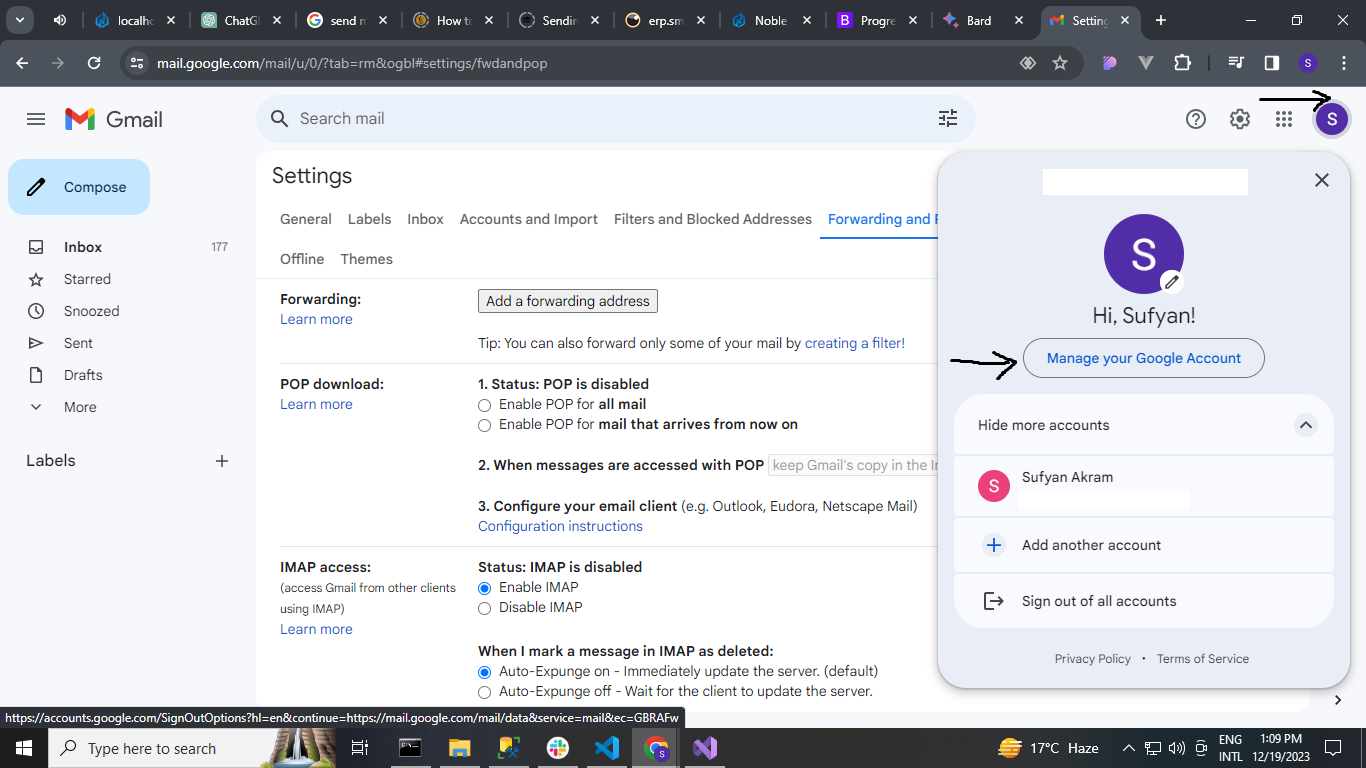 localho
ChatGl
send n
How to
Sendin
erp.sm
Noble
Progre
Bard
Setting
mail.google.com/mail/u/0/?tab=rm&ogbl#settings/fwdandpop
S
Gmail
Search mail
S
Compose
Inbox 177
Starred
Snoozed
Sent
Drafts
More
Labels
Settings
General Labels Inbox Accounts and Import Filters and Blocked Addresses Forwarding and P
Offline Themes
Forwarding:
Learn more
Add a forwarding address
Tip: You can also forward only some of your mail by creating a filter!
POP download:
Learn more
1. Status: POP is disabled
Enable POP for all mail
Enable POP for mail that arrives from now on
2. When messages are accessed with POP keep Gmail's copy in the In
3. Configure your email client (e.g. Outlook, Eudora, Netscape Mail)
Configuration instructions
IMAP access:
(access Gmail from other clients
using IMAP)
Learn more
Status: IMAP is disabled
Enable IMAP
Disable IMAP
When I mark a message in IMAP as deleted:
Auto-Expunge on - Immediately update the server. (default)
Auto-Expunge off - Wait for the client to update the server.
S
Hi, Sufyan!
Manage your Google Account
Hide more accounts
S
Sufyan Akram
Add another account
Sign out of all accounts
Privacy Policy • Terms of Service
https://accounts.google.com/SignOutOptions?hl=en&continue=https://mail.google.com/mail/data&service=mail&ec=GBRAFw
Type here to search
S
17°C Haze
ENG
INTL
1:09 PM
12/19/2023